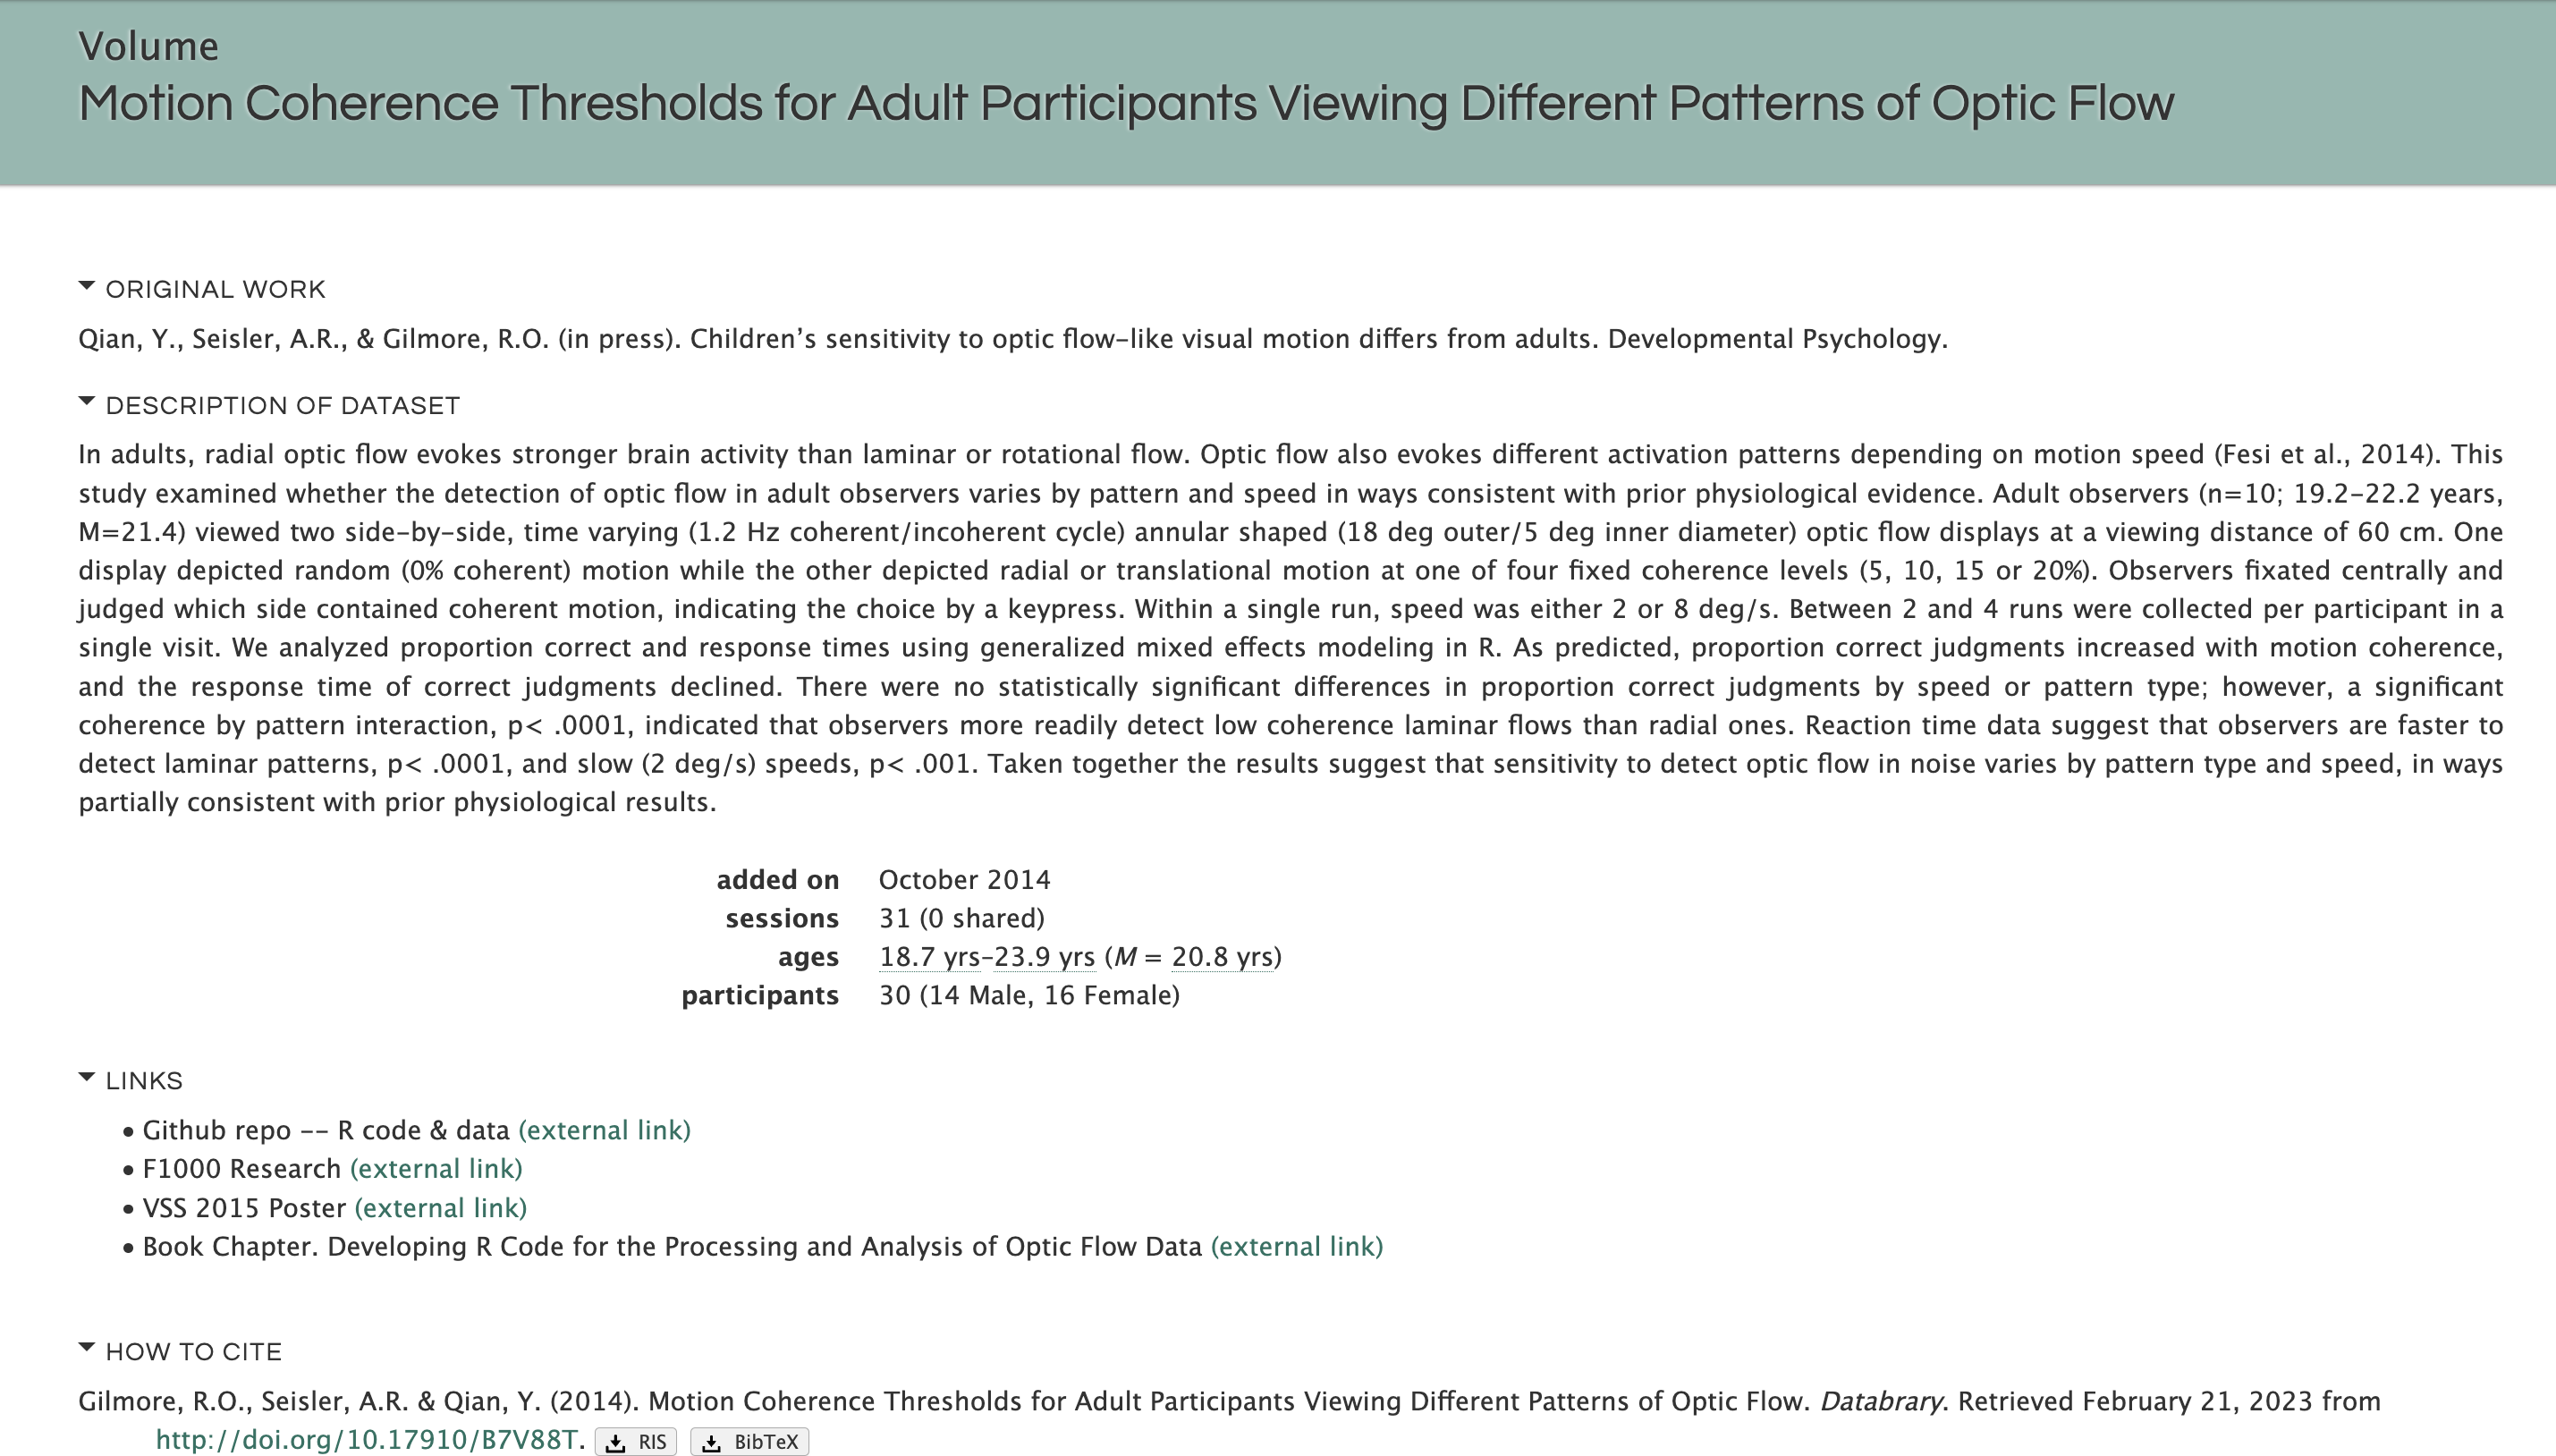 Volume
Motion Coherence Thresholds for Adult Participants Viewing Different Patterns of Optic Flow
ORIGINAL WORK
Qian, Y., Seisler, A.R., & Gilmore, R.O. (in press). Children’s sensitivity to optic flow-like visual motion differs from adults. Developmental Psychology.
DESCRIPTION OF DATASET
In adults, radial optic flow evokes stronger brain activity than laminar or rotational flow. Optic flow also evokes different activation patterns depending on motion speed (Fesi et al., 2014). This
study examined whether the detection of optic flow in adult observers varies by pattern and speed in ways consistent with prior physiological evidence. Adult observers (n=10; 19.2-22.2 years,
M=21.4) viewed two side-by-side, time varying (1.2 Hz coherent/incoherent cycle) annular shaped (18 deg outer/5 deg inner diameter) optic flow displays at a viewing distance of 60 cm. One
display depicted random (0% coherent) motion while the other depicted radial or translational motion at one of four fixed coherence levels (5, 10, 15 or 20%). Observers fixated centrally and
judged which side contained coherent motion, indicating the choice by a keypress. Within a single run, speed was either 2 or 8 deg/s. Between 2 and 4 runs were collected per participant in a
single visit. We analyzed proportion correct and response times using generalized mixed effects modeling in R. As predicted, proportion correct judgments increased with motion coherence,
and the response time of correct judgments declined. There were no statistically significant differences in proportion correct judgments by speed or pattern type; however, a significant
coherence by pattern interaction, p< .0001, indicated that observers more readily detect low coherence laminar flows than radial ones. Reaction time data suggest that observers are faster to
detect laminar patterns, p< .0001, and slow (2 deg/s) speeds, p< .001. Taken together the results suggest that sensitivity to detect optic flow in noise varies by pattern type and speed, in ways
partially consistent with prior physiological results.
added on October 2014
sessions 31 (0 shared)
ages 18.7 yrs-23.9 yrs (M = 20.8 yrs)
participants 30 (14 Male, 16 Female)
LINKS
• Github repo -- R code & data (external link)
• F1000 Research (external link)
• VSS 2015 Poster (external link)
• Book Chapter. Developing R Code for the Processing and Analysis of Optic Flow Data (external link)
HOW TO CITE
Gilmore, R.O., Seisler, A.R. & Qian, Y. (2014). Motion Coherence Thresholds for Adult Participants Viewing Different Patterns of Optic Flow. Databrary. Retrieved February 21, 2023 from
http://doi.org/10.17910/B7V88T. RIS BibTeX